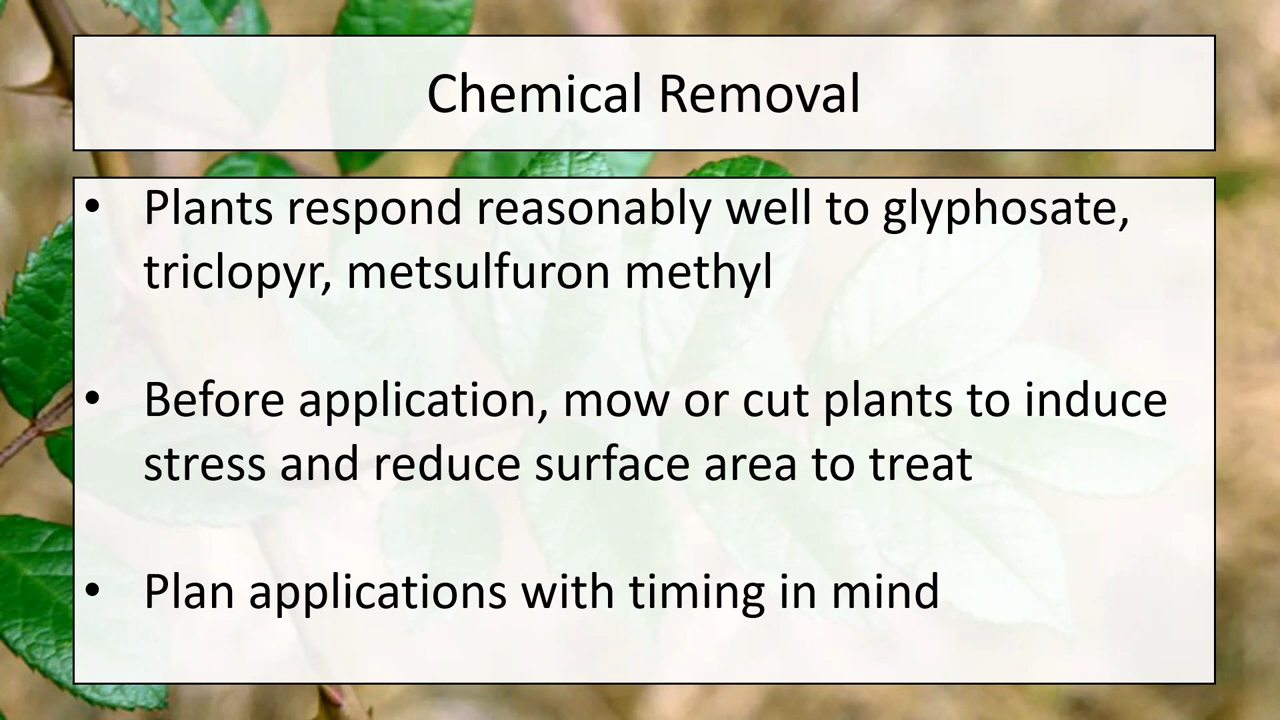 Chemical Removal
• Plants respond reasonably well to glyphosate,
triclopyr, metsulfuron methyl
• Before application, mow or cut plants to induce
stress and reduce surface area to treat
• Plan applications with timing in mind